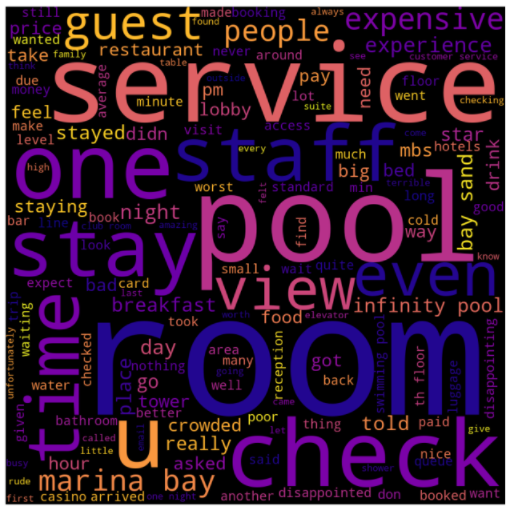 still
made
booking
always
expensive
price
guest
found
people
wanted
family
restaurant
never
around
experience
think
table
outside
see
customer service
take
due
money
average
service
pay
need
floor
went
checking
minute
suite
pm
lobby
lot
feel
make
level
stayed
didn
visit
access
star
come
hotels
drink
one
staff
every
much
mbs
high
staying
worst
standard
min
big
bed
terrible
long
bay sand
felt
good
bar
line
book
night
club room
amazing
say
find
pool
cold
way
stay
look
wait
quite
know
small
view
even
expect
bad
card
last
breakfast
worth
elevator
infinity pool
trip
time
waiting
unfortunately
checked
took
food
room
day
area
nothing
many
going
got
swimming pool
th floor
luggage
disappointing
place
go
well
reception
back
water
tower
came
given
bathroom
better
u
crowded
poor
let
thing
told
paid
give
called
little
really
email
check
nice
busy
hour
asked
said
shower
queue
rude
marina bay
first
casino
arrived
one night
another
disappointed
don
booked
want